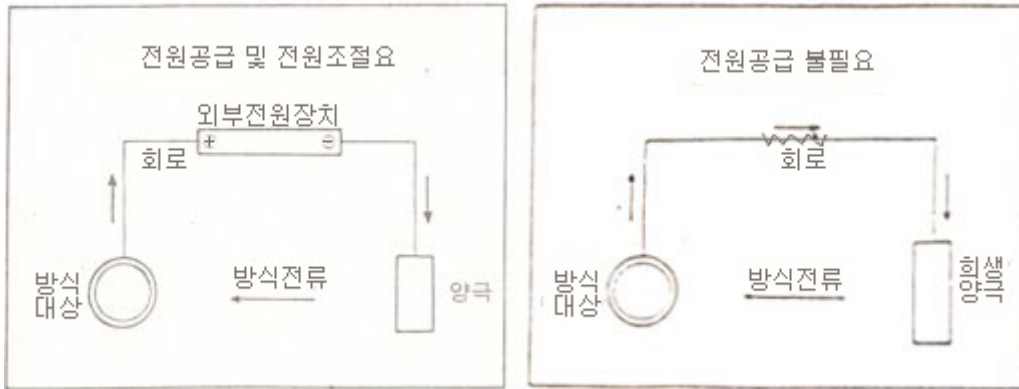 전원공급 및 전원조절요
외부전원장치
⊕ ⊖
회로
방식
대상
방식전류
양극
전원공급 불필요
회로
방식
대상
방식전류
희생
양극